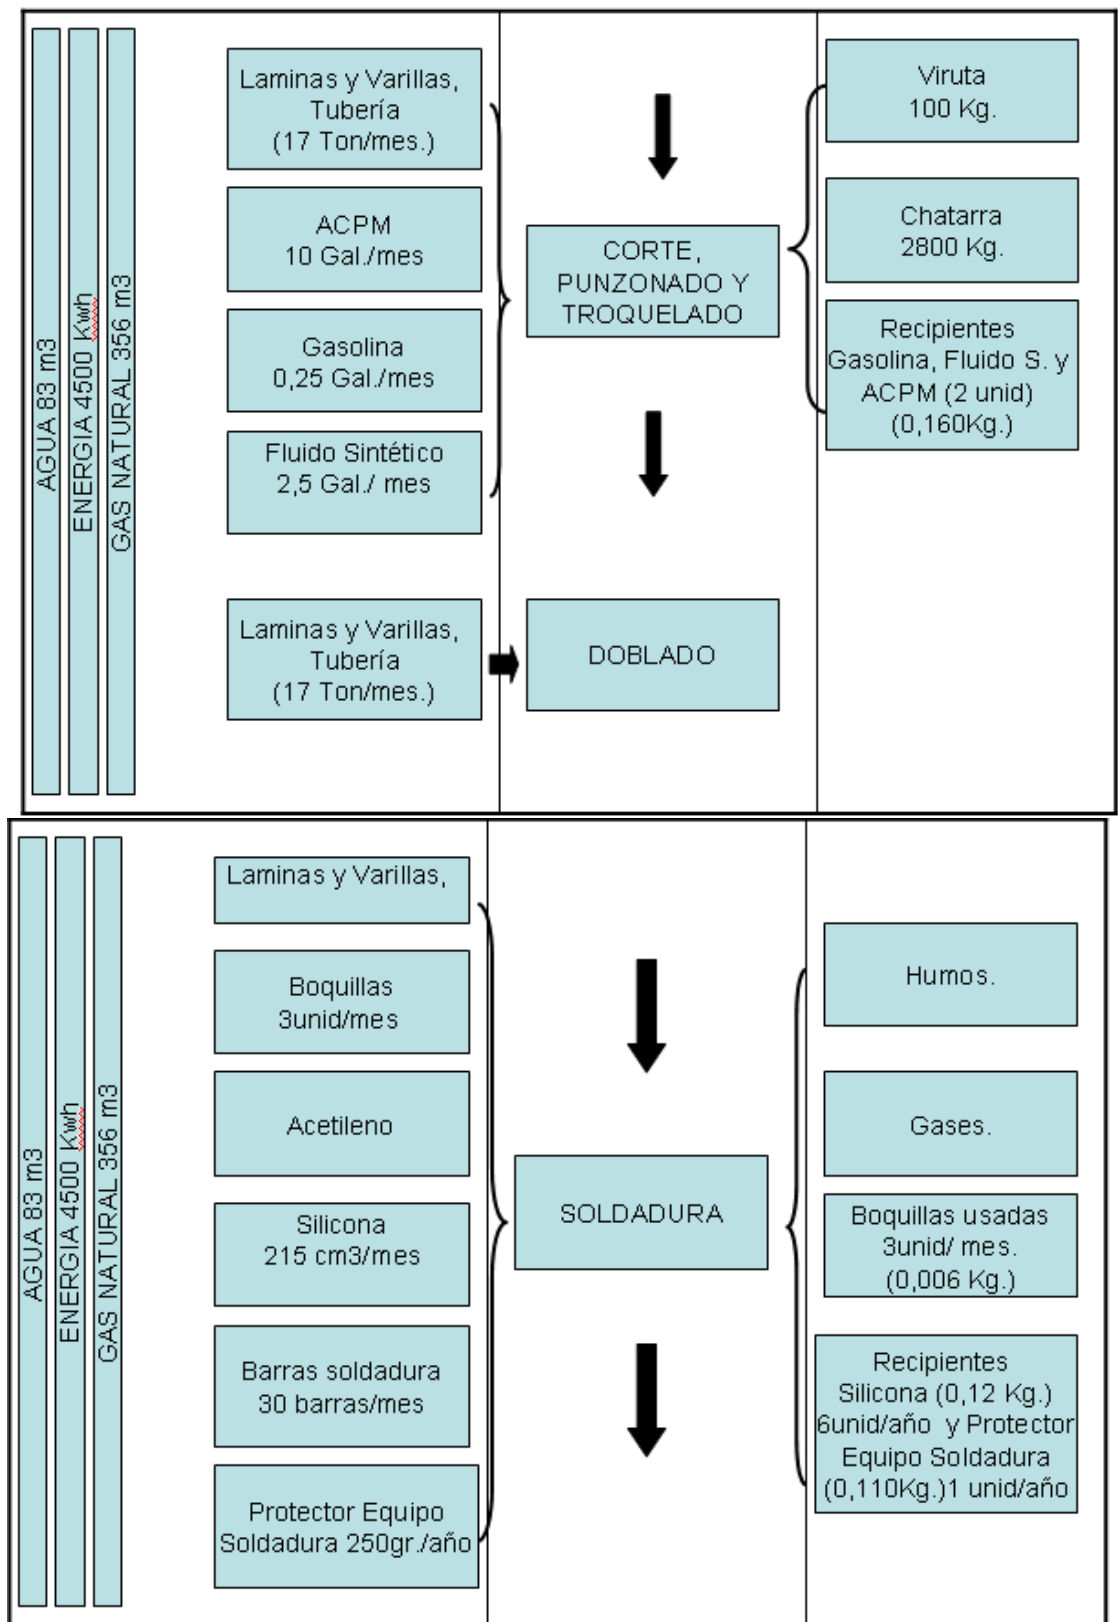 AGUA 83 m3
ENERGIA 4500 Kwh
GAS NATURAL 356 m3
Laminas y Varillas,
Tubería
(17 Ton/mes.)
ACPM
10 Gal./mes
Gasolina
0,25 Gal./mes
Fluido Sintético
2,5 Gal./ mes
CORTE,
PUNZONADO Y
TROQUELADO
Viruta
100 Kg.
Chatarra
2800 Kg.
Recipientes
Gasolina, Fluido S. y
ACPM (2 unid)
(0,160Kg.)
Laminas y Varillas,
Tubería
(17 Ton/mes.)
DOBLADO
AGUA 83 m3
ENERGIA 4500 Kwh
GAS NATURAL 356 m3
Laminas y Varillas,
Boquillas
3unid/mes
Acetileno
Silicona
215 cm3/mes
Barras soldadura
30 barras/mes
Protector Equipo
Soldadura 250gr./año
SOLDADURA
Humos.
Gases.
Boquillas usadas
3unid/ mes.
(0,006 Kg.)
Recipientes
Silicona (0,12 Kg.)
6unid/año y Protector
Equipo Soldadura
(0,110Kg.)1 unid/año